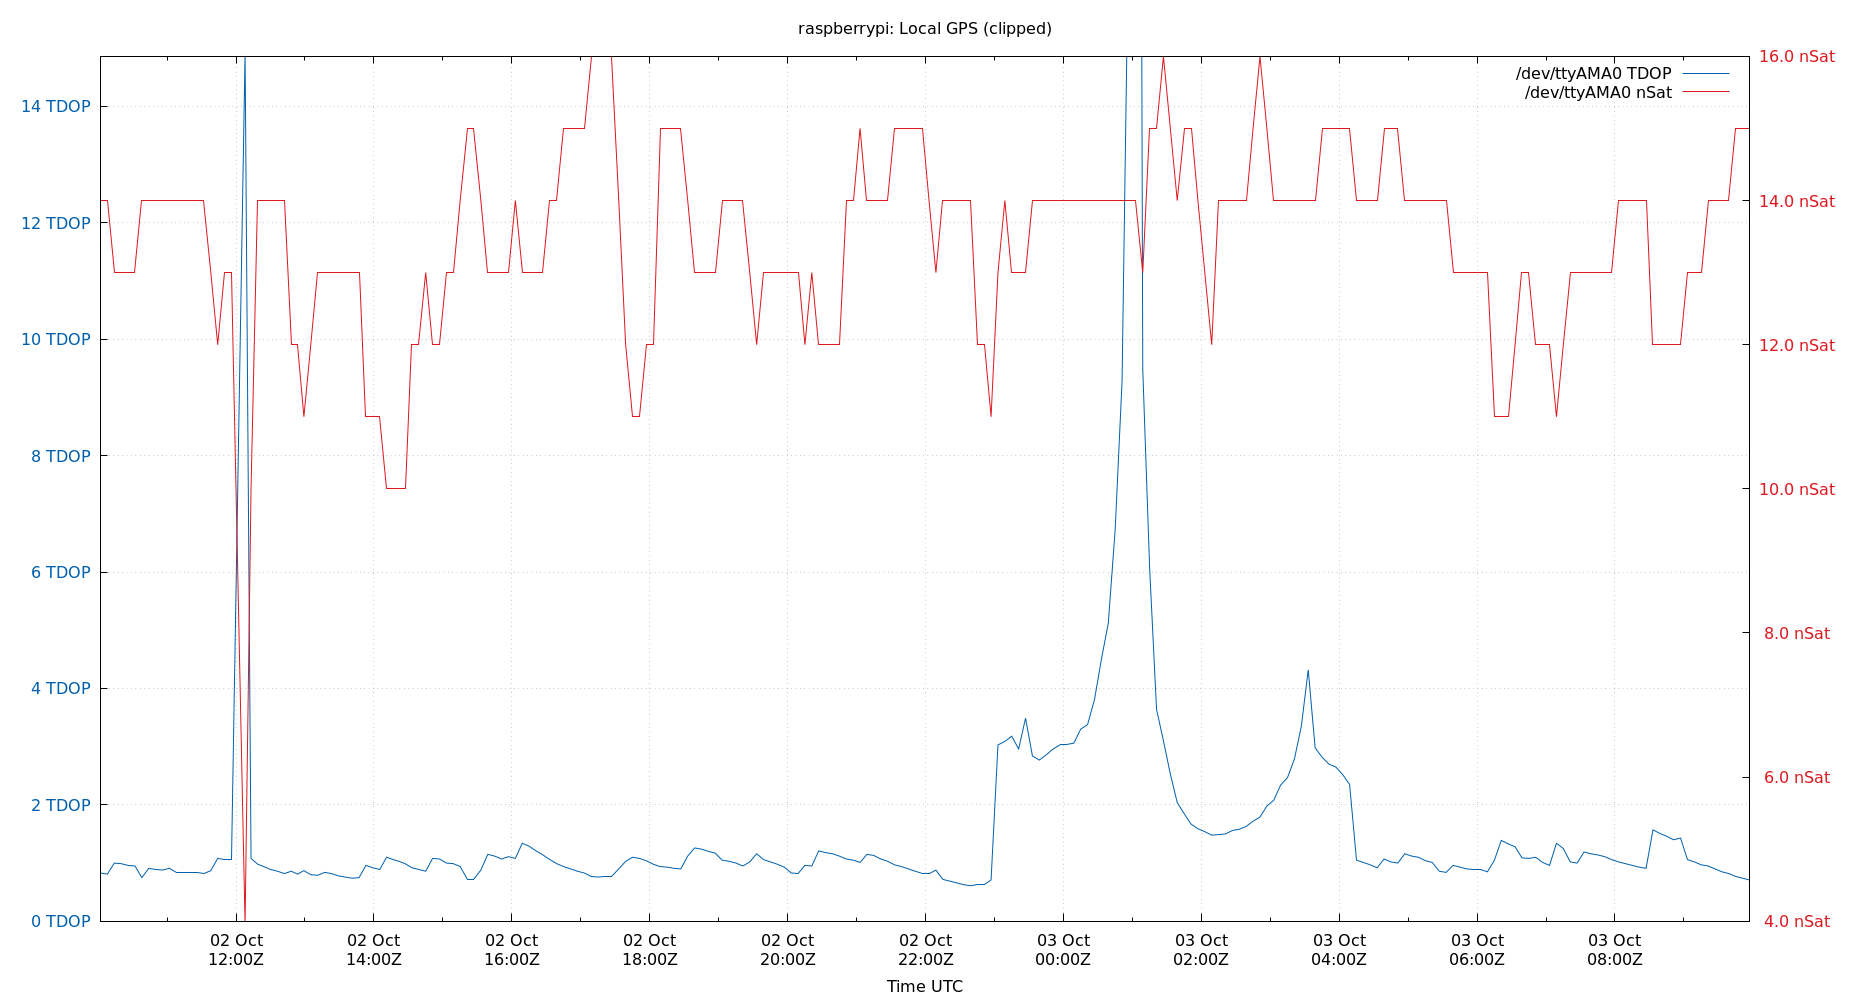 raspberrypi: Local GPS (clipped)
/dev/ttyAMA0 TDOP
/dev/ttyAMA0 nSat
14 TDOP
12 TDOP
10 TDOP
8 TDOP
6 TDOP
4 TDOP
2 TDOP
0 TDOP
16.0 nSat
14.0 nSat
12.0 nSat
10.0 nSat
8.0 nSat
6.0 nSat
4.0 nSat
02 Oct 02 Oct 02 Oct 02 Oct 02 Oct 02 Oct 03 Oct 03 Oct 03 Oct 03 Oct 03 Oct
12:00Z 14:00Z 16:00Z 18:00Z 20:00Z 22:00Z 00:00Z 02:00Z 04:00Z 06:00Z 08:00Z
Time UTC